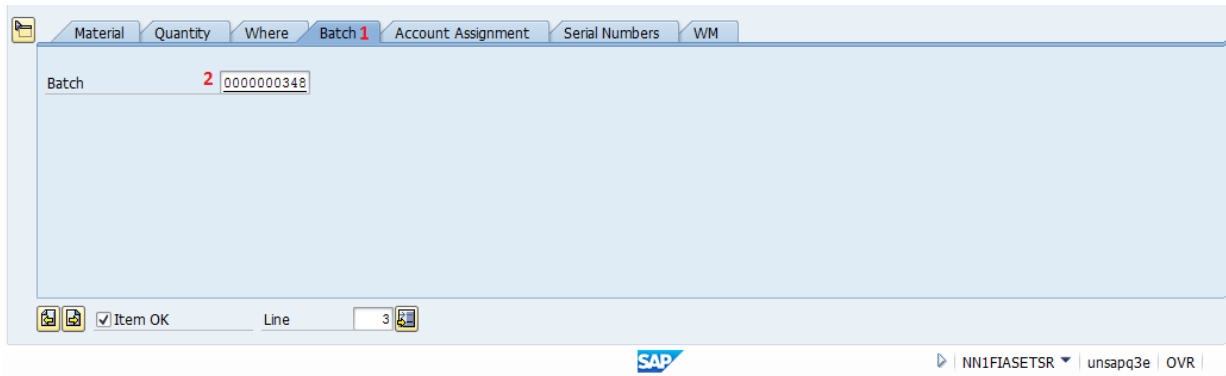 Material Quantity Where Batch 1 Account Assignment Serial Numbers WM
Batch 2 0000000348
Item OK Line 3
SAP NN1FIASETSR unsapq3e OVR